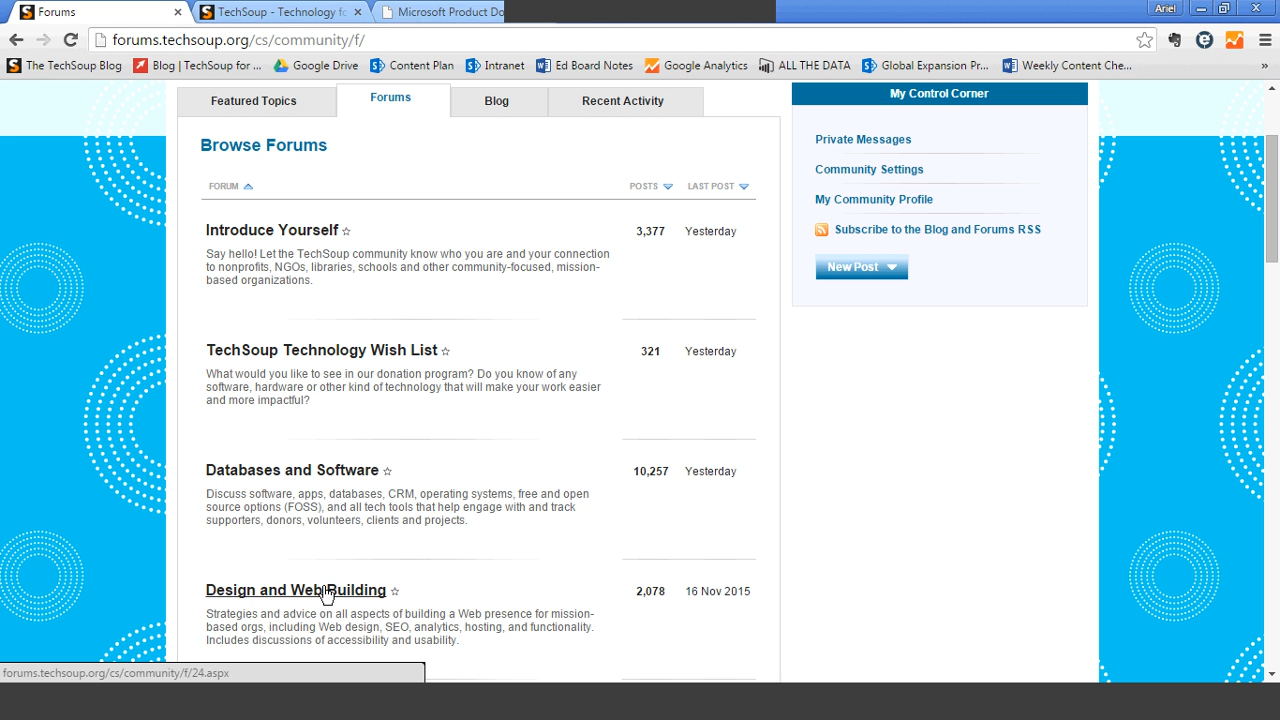 Forums
TechSoup - Technology fo
Microsoft Product Do
Ariel
forums.techsoup.org/cs/community/f/
The TechSoup Blog
Blog | TechSoup for ...
Google Drive
Content Plan
Intranet
Ed Board Notes
Google Analytics
ALL THE DATA
Global Expansion Pr...
Weekly Content Che...
»
Featured Topics
Forums
Blog
Recent Activity
My Control Corner
Browse Forums
Private Messages
Community Settings
My Community Profile
Subscribe to the Blog and Forums RSS
New Post
FORUM
POSTS
LAST POST
Introduce Yourself
3,377
Yesterday
Say hello! Let the TechSoup community know who you are and your connection
to nonprofits, NGOs, libraries, schools and other community-focused, mission-
based organizations.
TechSoup Technology Wish List
321
Yesterday
What would you like to see in our donation program? Do you know of any
software, hardware or other kind of technology that will make your work easier
and more impactful?
Databases and Software
10,257
Yesterday
Discuss software, apps, databases, CRM, operating systems, free and open
source options (FOSS), and all tech tools that help engage with and track
supporters, donors, volunteers, clients and projects.
Design and Web Building
2,078
16 Nov 2015
Strategies and advice on all aspects of building a Web presence for mission-
based orgs, including Web design, SEO, analytics, hosting, and functionality.
Includes discussions of accessibility and usability.
forums.techsoup.org/cs/community/f/24.aspx